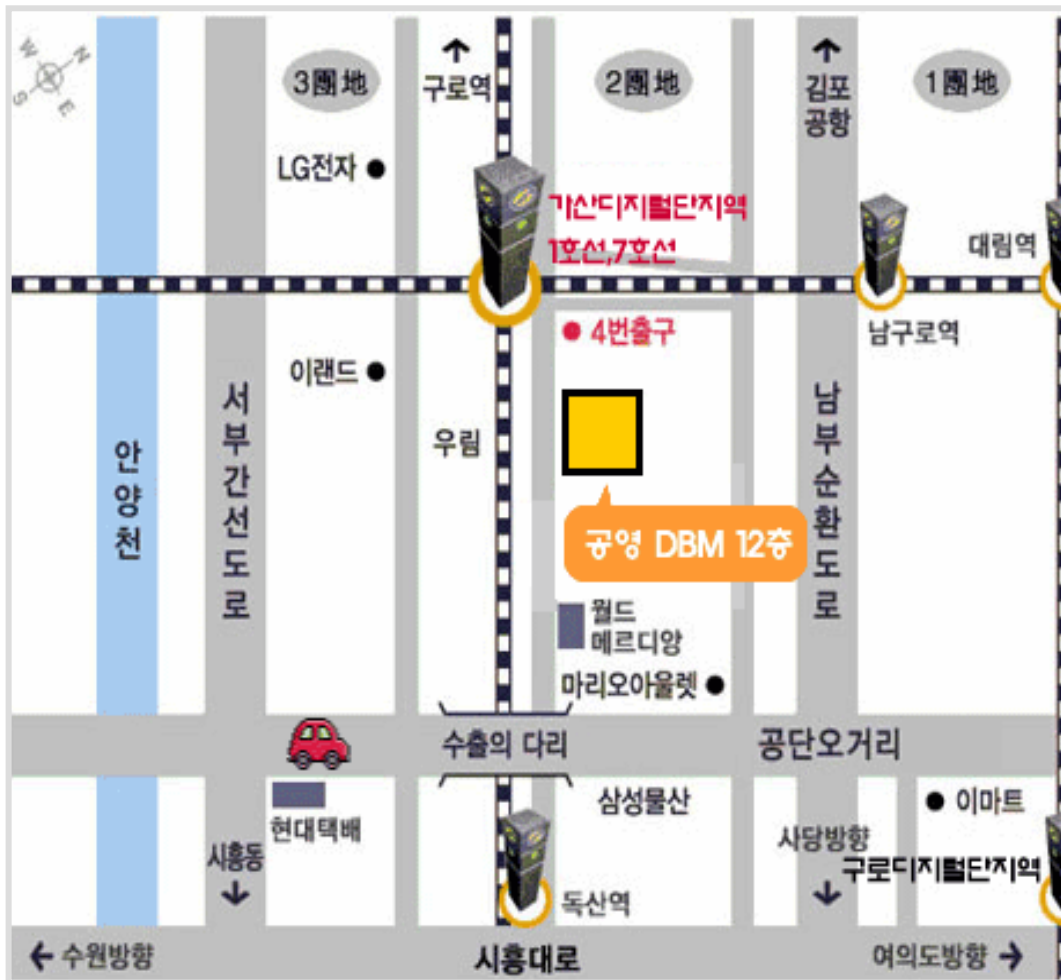 W
N
S
E
3團地
구로역
2團地
김포
공항
1團地
LG전자
가산디지털단지역
1호선,7호선
대림역
4번출구
남구로역
이랜드
서부간선도로
남부순환도로
안양천
우림
공영 DBM 12층
월드
메르디앙
마리오아울렛
수출의 다리
공단오거리
현대택배
삼성물산
이마트
시흥동
사당방향
구로디지털단지역
독산역
수원방향
시흥대로
여의도방향